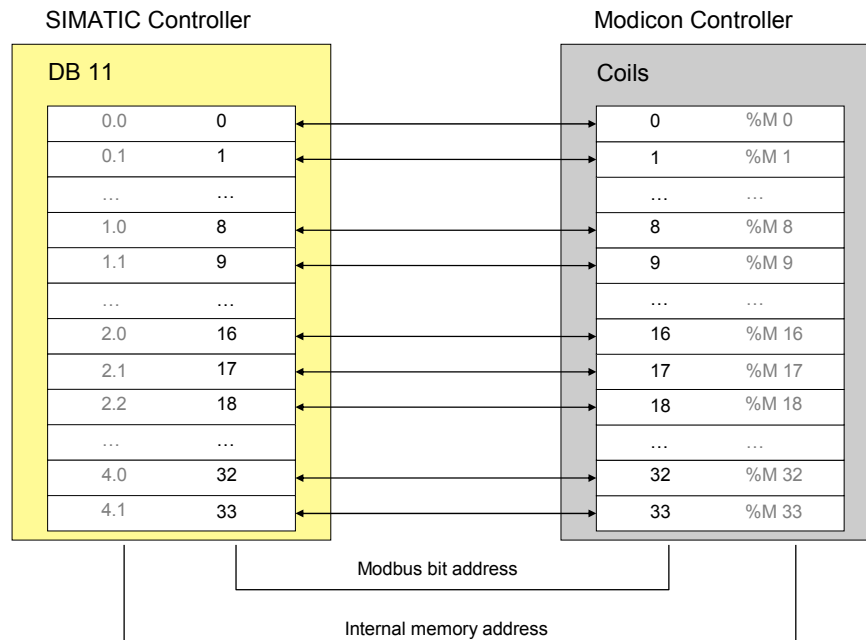 SIMATIC Controller Modicon Controller
DB 11 Coils
0.0 0 0 %M 0
0.1 1 1 %M 1
... ... ... ...
1.0 8 8 %M 8
1.1 9 9 %M 9
... ... ... ...
2.0 16 16 %M 16
2.1 17 17 %M 17
2.2 18 18 %M 18
... ... ... ...
4.0 32 32 %M 32
4.1 33 33 %M 33
Modbus bit address
Internal memory address